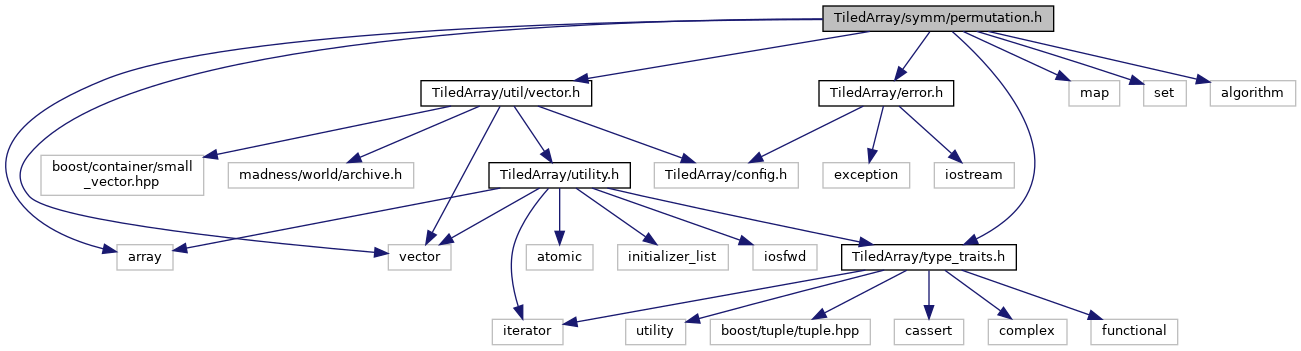 TiledArray/symm/permutation.h
TiledArray/util/vector.h
TiledArray/error.h
map
set
algorithm
boost/container/small
_vector.hpp
madness/world/archive.h
TiledArray/utility.h
TiledArray/config.h
exception
iostream
array
vector
atomic
initializer_list
iosfwd
TiledArray/type_traits.h
iterator
utility
boost/tuple/tuple.hpp
cassert
complex
functional